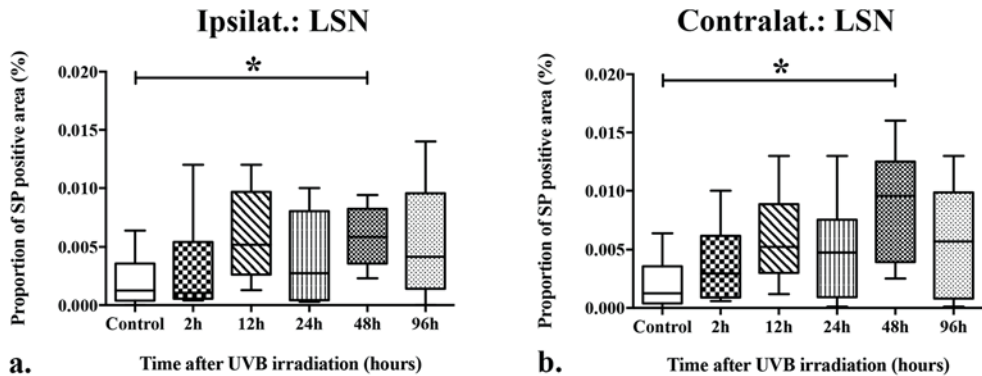 Ipsilat.: LSN
Proportion of SP positive area (%)
0.020
0.015
0.010
0.005
0.000
*
Control 2h 12h 24h 48h 96h
Time after UVB irradiation (hours)
a.
Contralat.: LSN
Proportion of SP positive area (%)
0.020
0.015
0.010
0.005
0.000
*
Control 2h 12h 24h 48h 96h
Time after UVB irradiation (hours)
b.